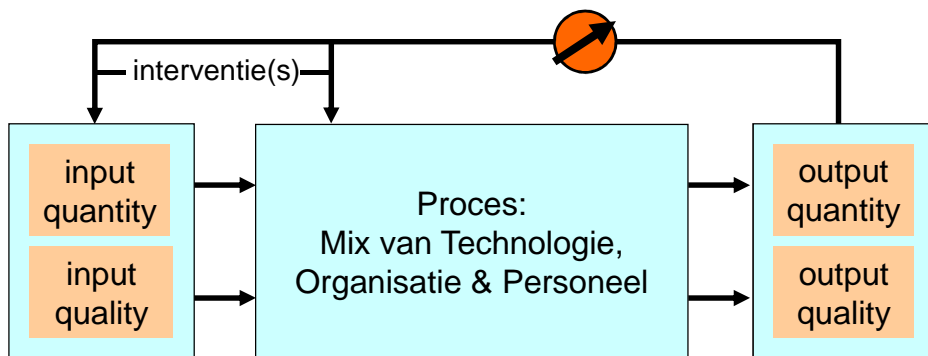 interventie(s)
input
quantity
input
quality
Proces:
Mix van Technologie,
Organisatie & Personeel
output
quantity
output
quality